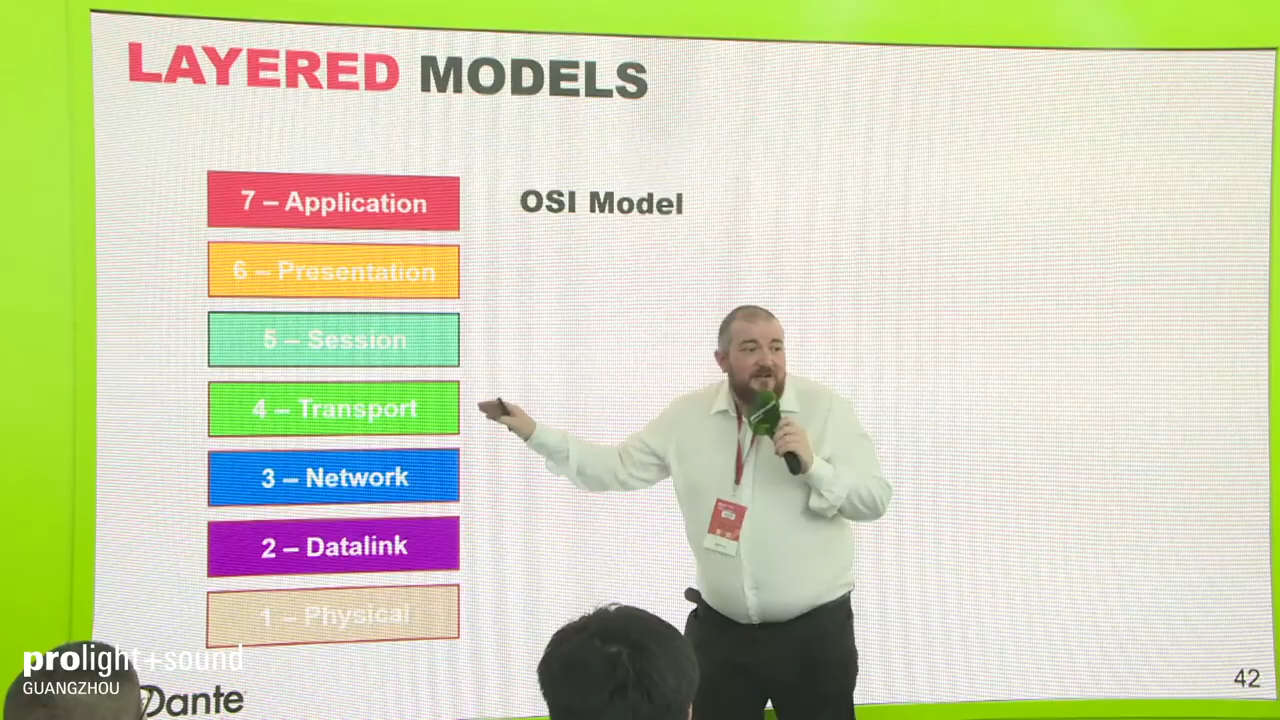 LAYERED MODELS
7 – Application
OSI Model
6 – Presentation
5 – Session
4 – Transport
3 – Network
2 – Datalink
1 – Physical
prolight+sound
GUANGZHOU
Dante
42